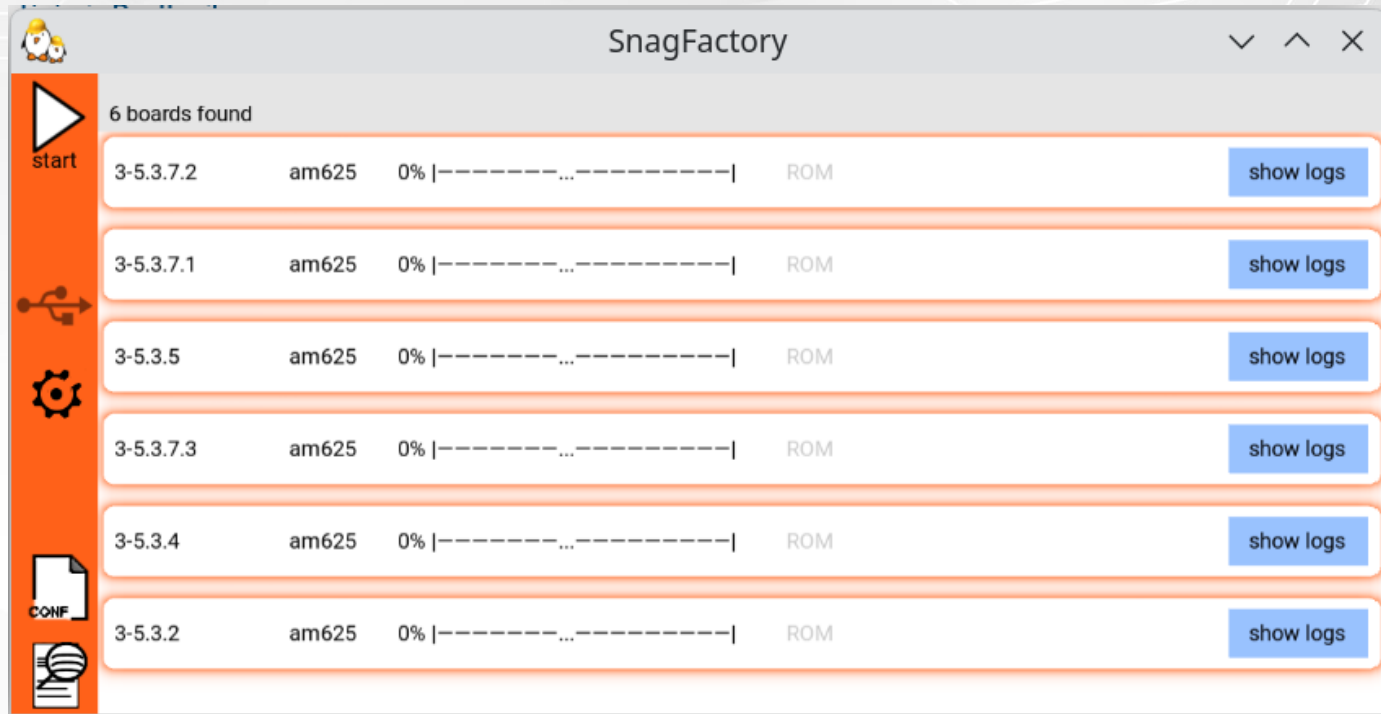 SnagFactory
6 boards found
start
3-5.3.7.2 am625 0% |−−−−−−−...−−−−−−−−−| ROM show logs
3-5.3.7.1 am625 0% |−−−−−−−...−−−−−−−−−| ROM show logs
3-5.3.5 am625 0% |−−−−−−−...−−−−−−−−−| ROM show logs
3-5.3.7.3 am625 0% |−−−−−−−...−−−−−−−−−| ROM show logs
3-5.3.4 am625 0% |−−−−−−−...−−−−−−−−−| ROM show logs
CONF
3-5.3.2 am625 0% |−−−−−−−...−−−−−−−−−| ROM show logs